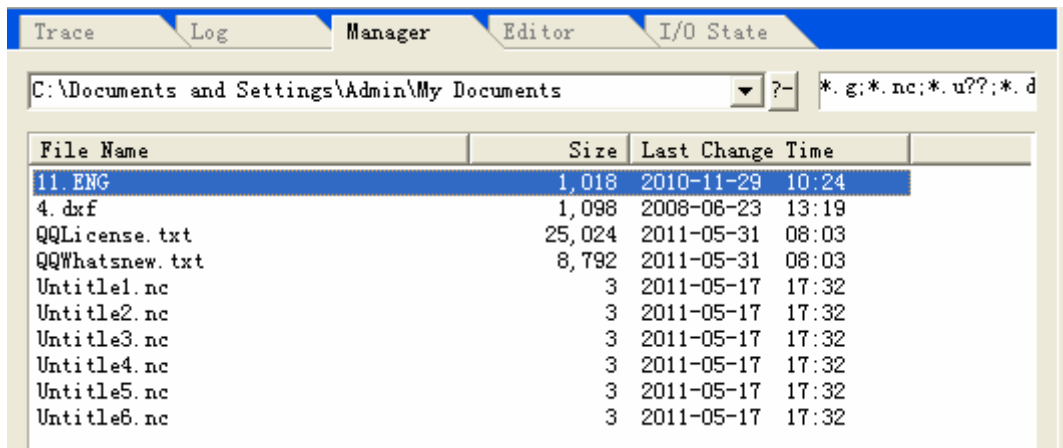 Trace Log Manager Editor I/O State
C:\Documents and Settings\Admin\My Documents ?- *.g;*.nc;*.u??;*.d
File Name Size Last Change Time
11.ENG 1,018 2010-11-29 10:24
4.dxf 1,098 2008-06-23 13:19
QQLicense.txt 25,024 2011-05-31 08:03
QQWhatsnew.txt 8,792 2011-05-31 08:03
Untitle1.nc 3 2011-05-17 17:32
Untitle2.nc 3 2011-05-17 17:32
Untitle3.nc 3 2011-05-17 17:32
Untitle4.nc 3 2011-05-17 17:32
Untitle5.nc 3 2011-05-17 17:32
Untitle6.nc 3 2011-05-17 17:32